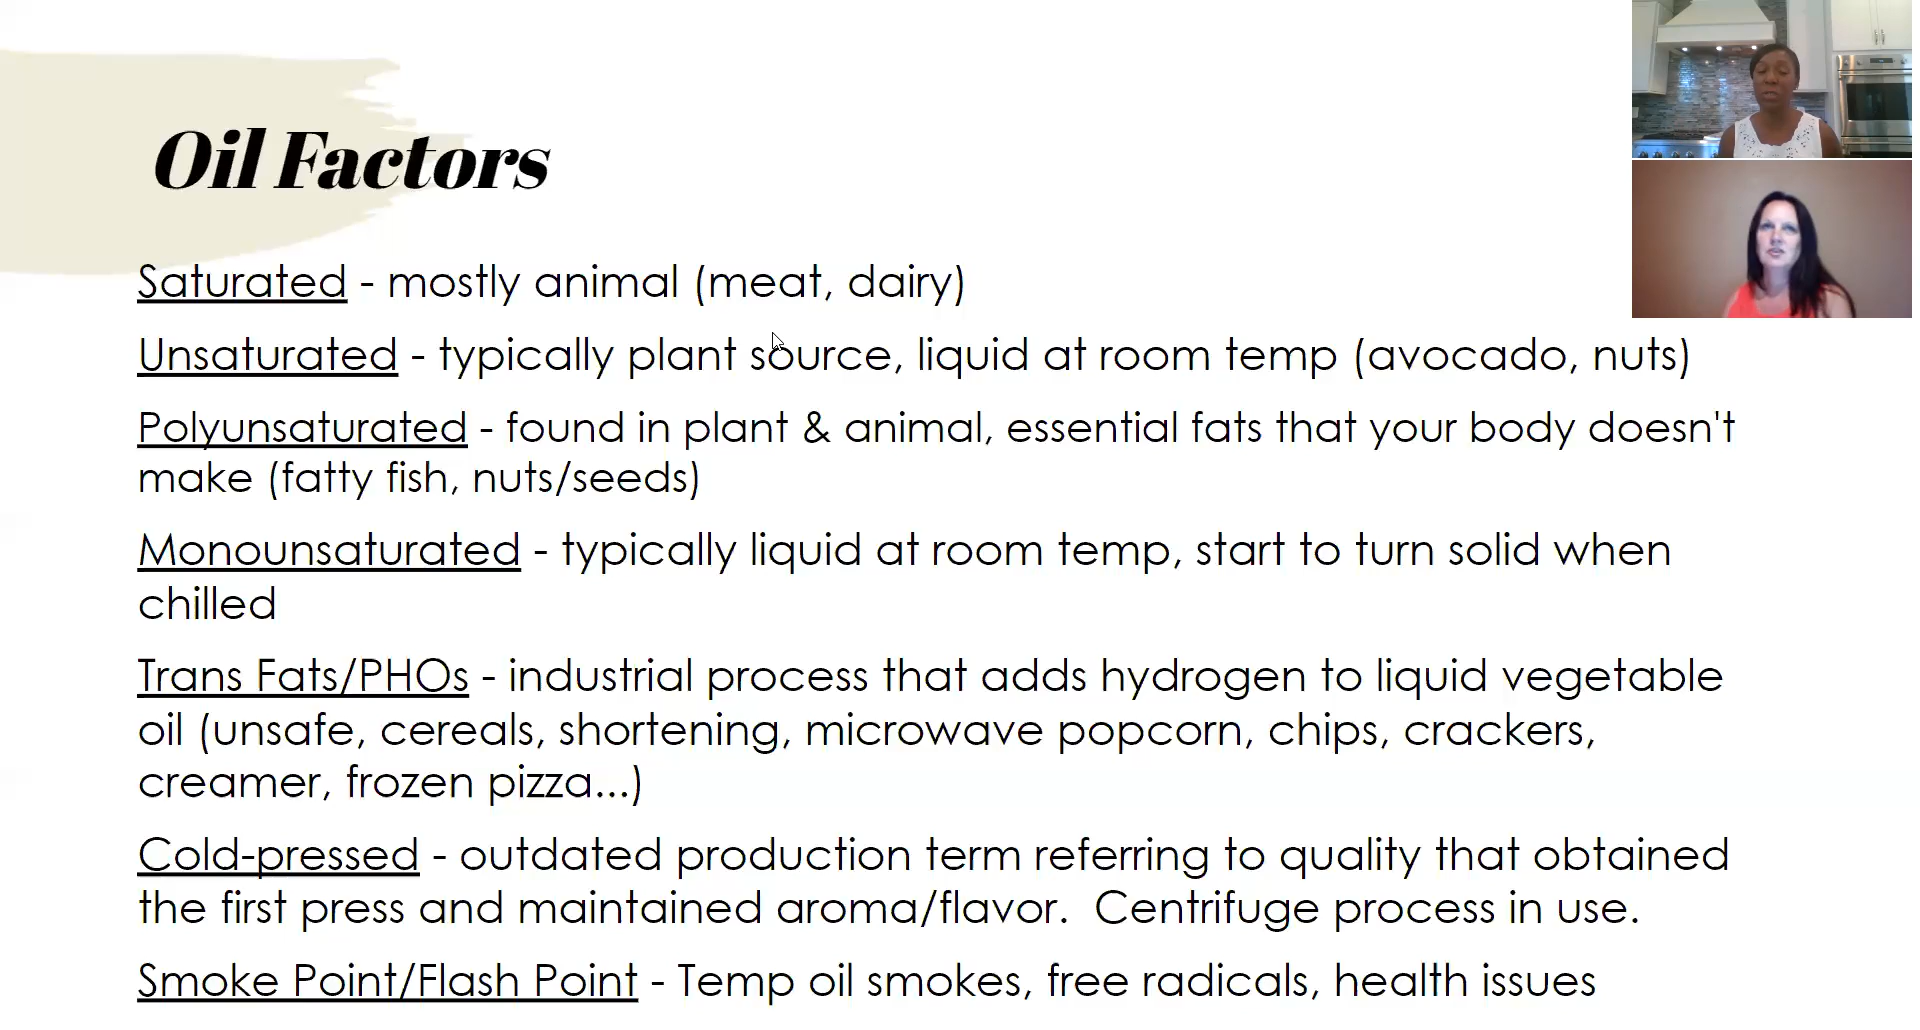 Oil Factors
Saturated - mostly animal (meat, dairy)
Unsaturated - typically plant source, liquid at room temp (avocado, nuts)
Polyunsaturated - found in plant & animal, essential fats that your body doesn't
make (fatty fish, nuts/seeds)
Monounsaturated - typically liquid at room temp, start to turn solid when
chilled
Trans Fats/PHOs - industrial process that adds hydrogen to liquid vegetable
oil (unsafe, cereals, shortening, microwave popcorn, chips, crackers,
creamer, frozen pizza...)
Cold-pressed - outdated production term referring to quality that obtained
the first press and maintained aroma/flavor.  Centrifuge process in use.
Smoke Point/Flash Point - Temp oil smokes, free radicals, health issues